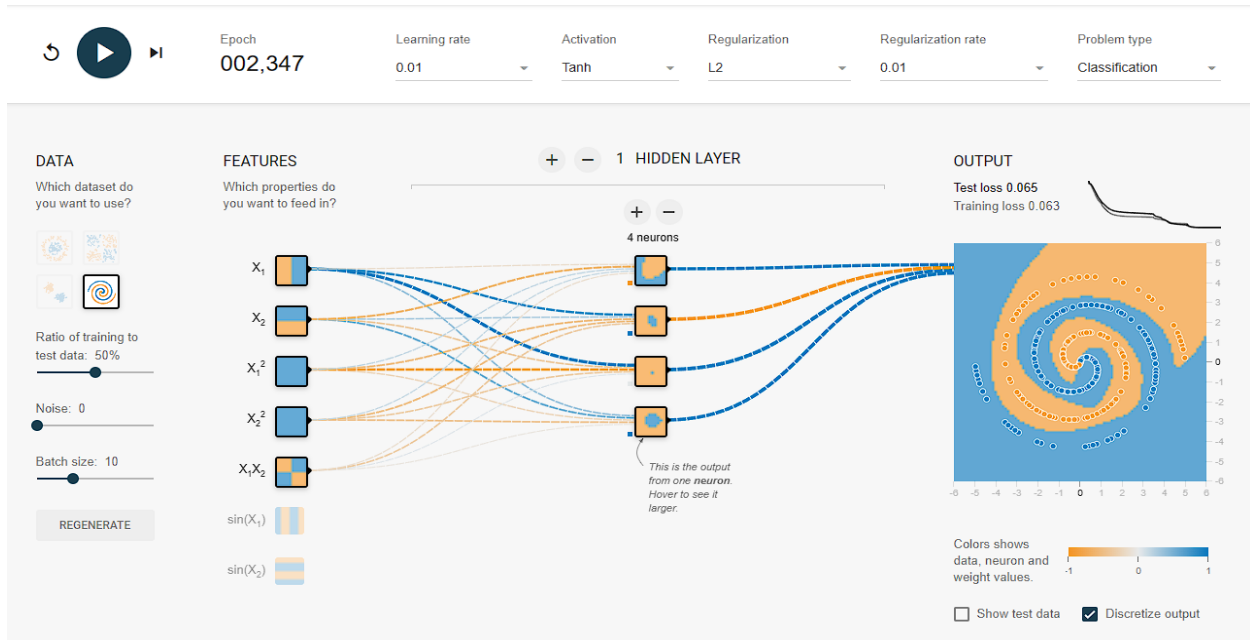 Epoch
002,347
Learning rate
0.01
Activation
Tanh
Regularization
L2
Regularization rate
0.01
Problem type
Classification
DATA
Which dataset do
you want to use?
Ratio of training to
test data: 50%
Noise: 0
Batch size: 10
REGENERATE
FEATURES
Which properties do
you want to feed in?
X₁
X₂
X₁²
X₂²
X₁X₂
sin(X₁)
sin(X₂)
+ − 1 HIDDEN LAYER
+ −
4 neurons
This is the output
from one neuron.
Hover to see it
larger.
OUTPUT
Test loss 0.065
Training loss 0.063
6
5
4
3
2
1
0
-1
-2
-3
-4
-5
-6
-6 -5 -4 -3 -2 -1 0 1 2 3 4 5 6
Colors shows
data, neuron and
weight values.
-1 0 1
Show test data
Discretize output